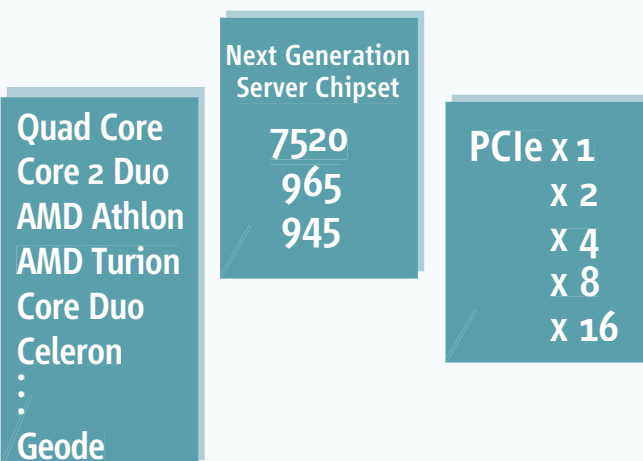 Quad Core
Core 2 Duo
AMD Athlon
AMD Turion
Core Duo
Celeron
.
.
.
Geode
Next Generation
Server Chipset
7520
965
945
PCIe x 1
x 2
x 4
x 8
x 16